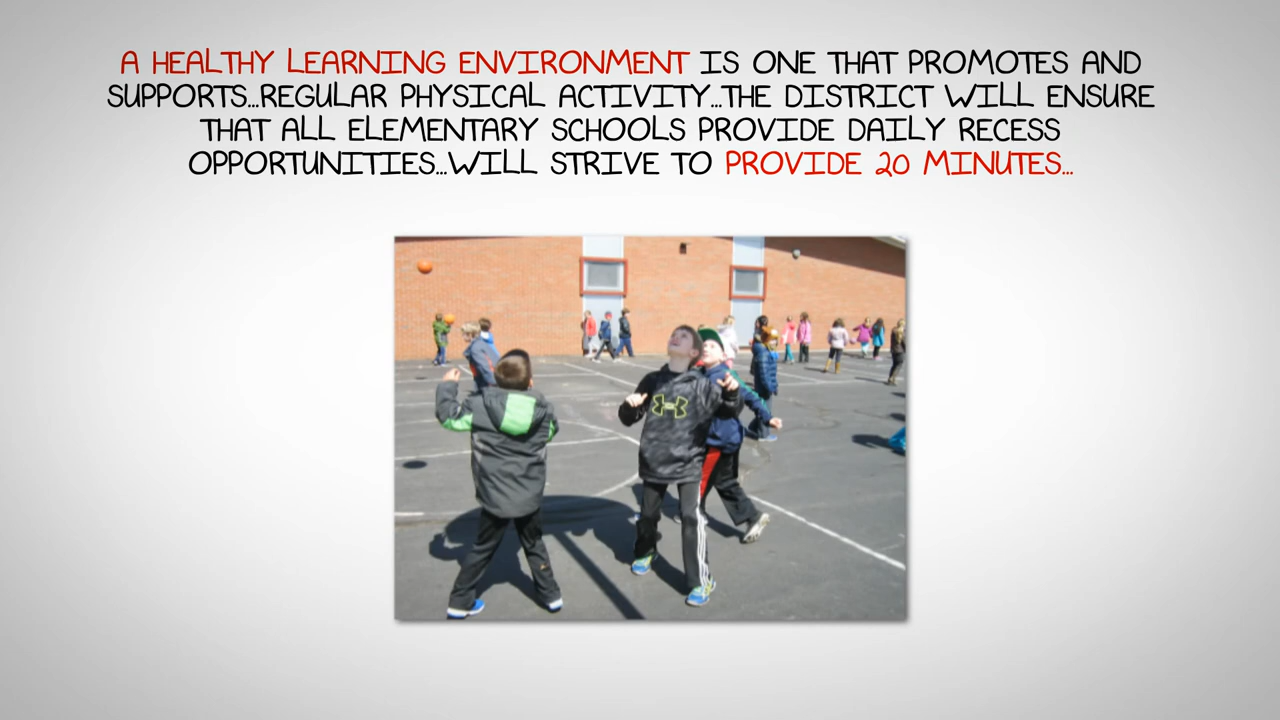 A HEALTHY LEARNING ENVIRONMENT IS ONE THAT PROMOTES AND
SUPPORTS...REGULAR PHYSICAL ACTIVITY...THE DISTRICT WILL ENSURE
THAT ALL ELEMENTARY SCHOOLS PROVIDE DAILY RECESS
OPPORTUNITIES...WILL STRIVE TO PROVIDE 20 MINUTES...